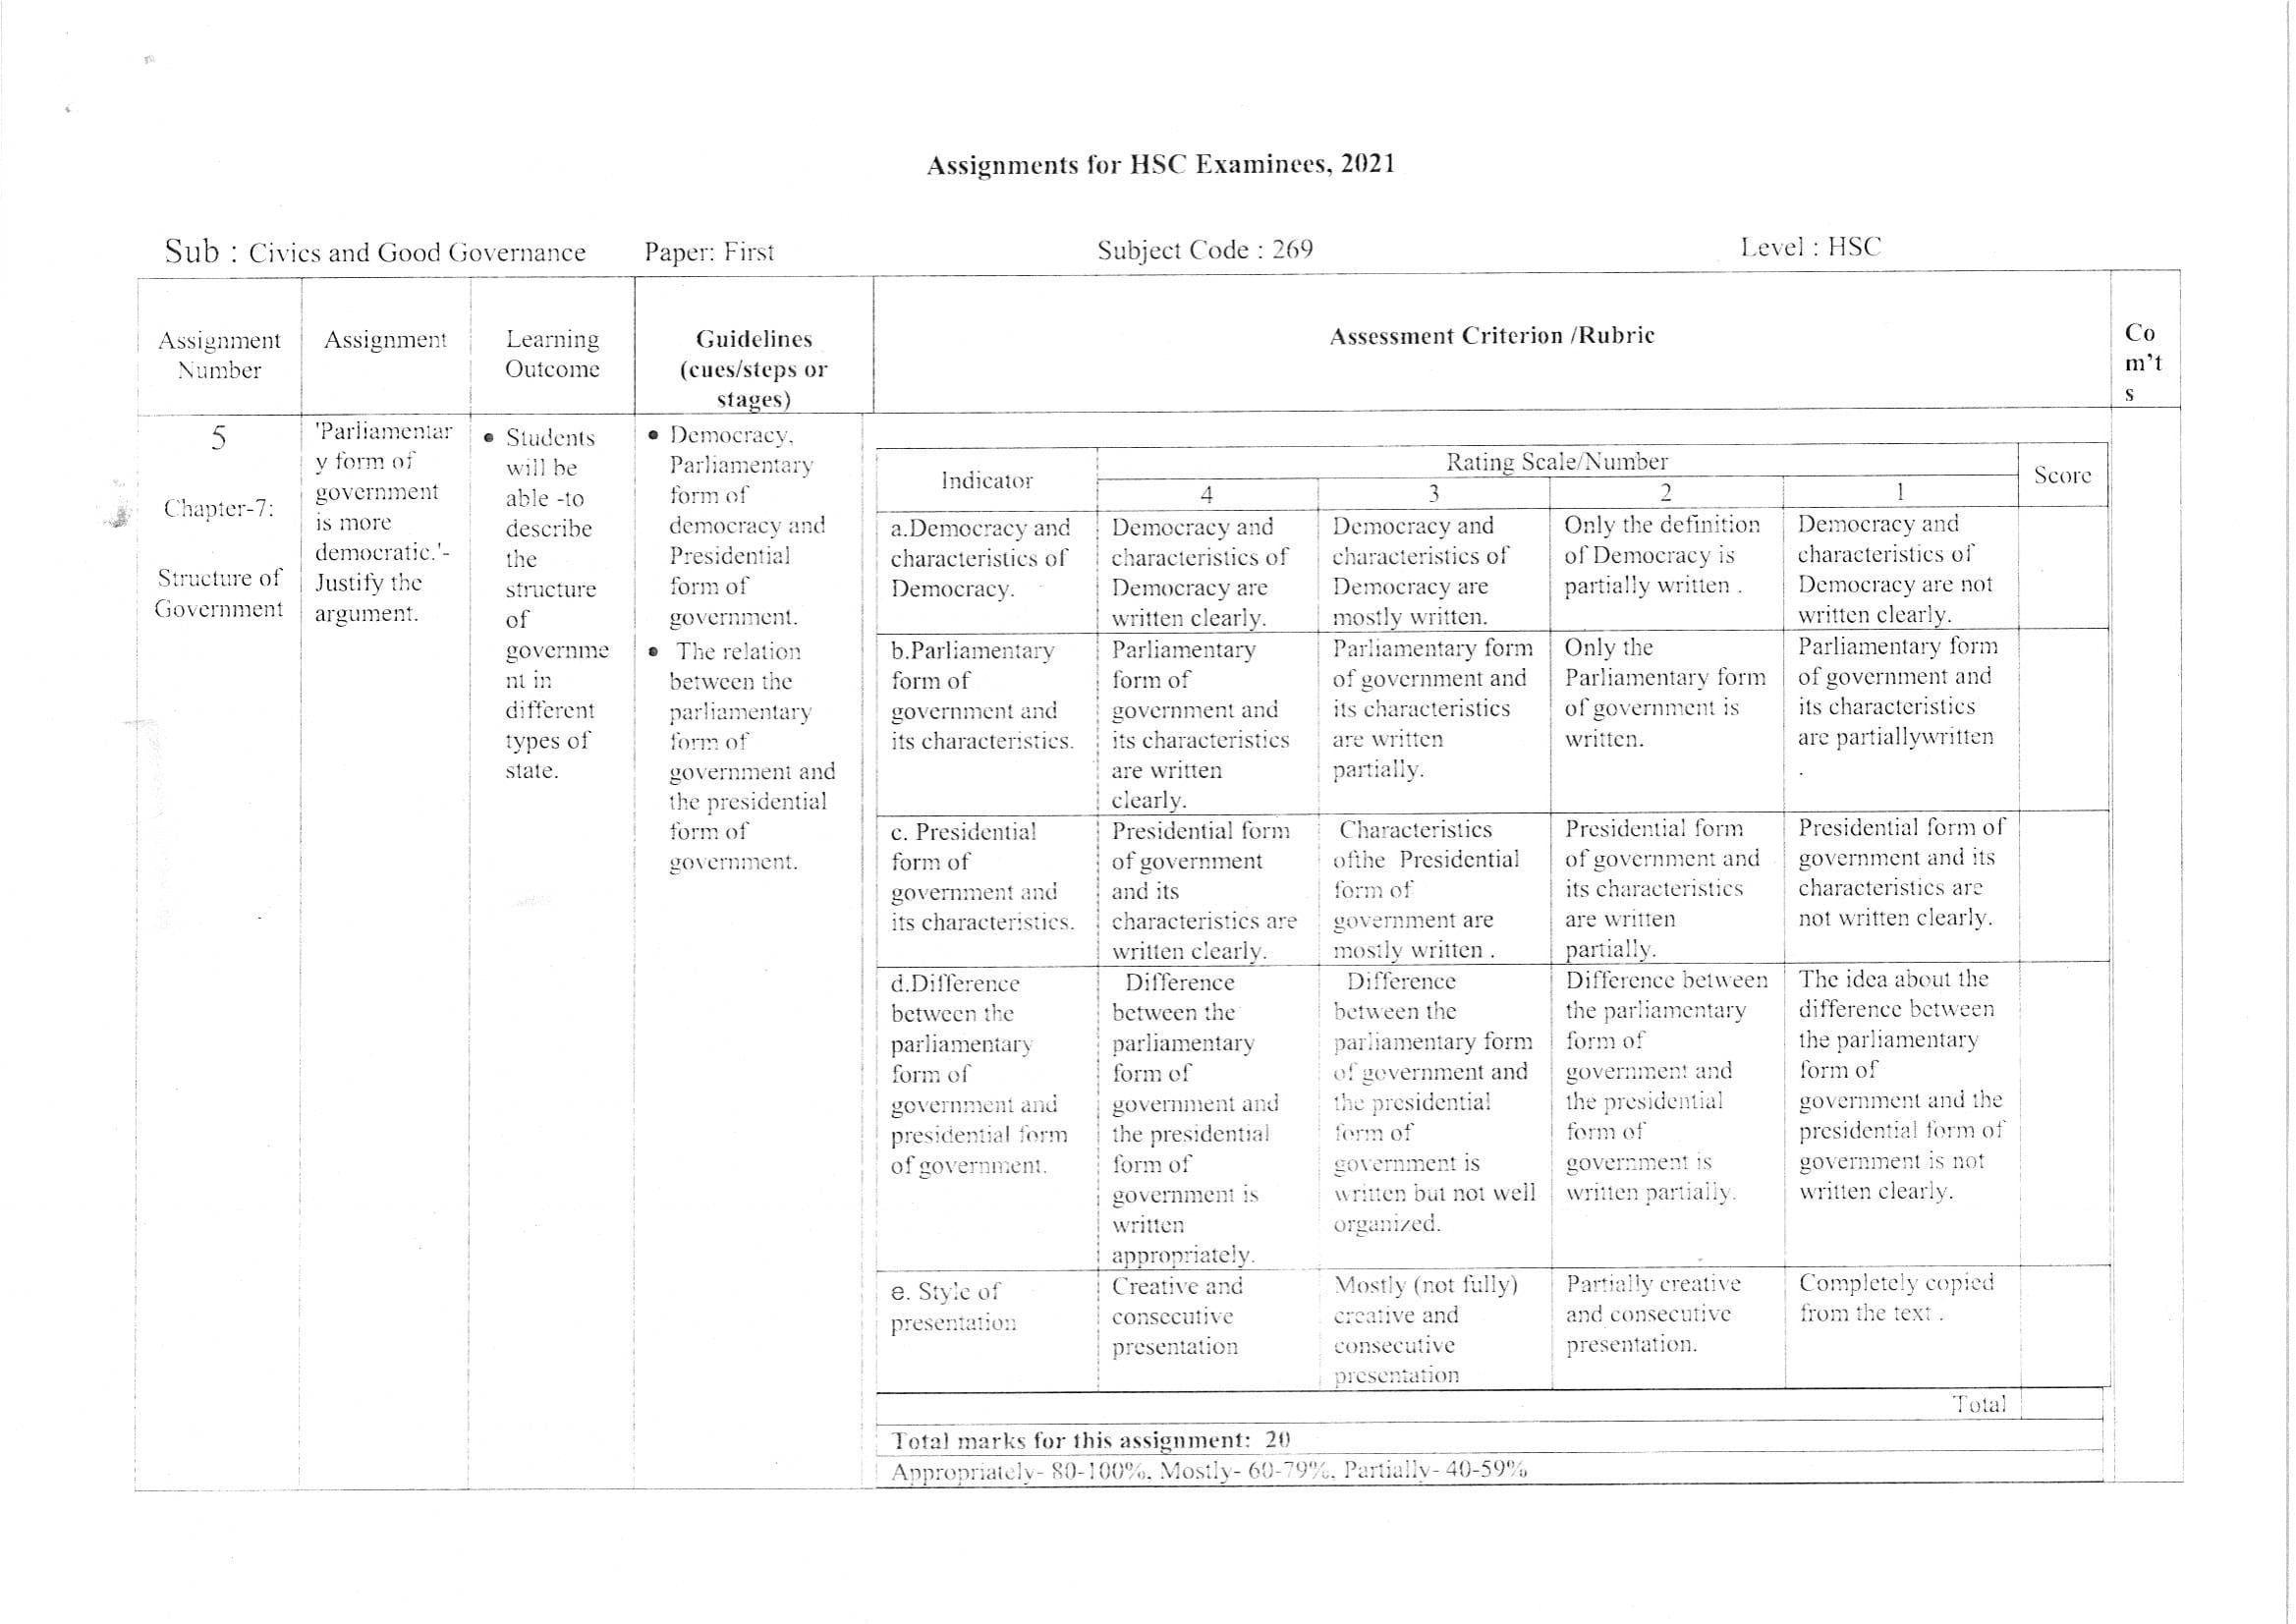 Assignments for HSC Examinees, 2021
Sub : Civics and Good Governance Paper: First Subject Code : 269 Level : HSC
Assignment
Number
Assignment
Learning
Outcome
Guidelines
(cues/steps or
stages)
Assessment Criterion /Rubric
Co
m't
s
5
Chapter-7:
Structure of
Government
'Parliamentar
y form of
government
is more
democratic.'-
Justify the
argument.
• Students
will be
able -to
describe
the
structure
of
governme
nt in
different
types of
state.
• Democracy,
Parliamentary
form of
democracy and
Presidential
form of
government.
• The relation
between the
parliamentary
form of
government and
the presidential
form of
government.
Indicator
Rating Scale/Number
Score
4 3 2 1
a.Democracy and
characteristics of
Democracy.
Democracy and
characteristics of
Democracy are
written clearly.
Democracy and
characteristics of
Democracy are
mostly written.
Only the definition
of Democracy is
partially written .
Democracy and
characteristics of
Democracy are not
written clearly.
b.Parliamentary
form of
government and
its characteristics.
Parliamentary
form of
government and
its characteristics
are written
clearly.
Parliamentary form
of government and
its characteristics
are written
partially.
Only the
Parliamentary form
of government is
written.
Parliamentary form
of government and
its characteristics
are partiallywritten
.
c. Presidential
form of
government and
its characteristics.
Presidential form
of government
and its
characteristics are
written clearly.
Characteristics
ofthe Presidential
form of
government are
mostly written .
Presidential form
of government and
its characteristics
are written
partially.
Presidential form of
government and its
characteristics are
not written clearly.
d.Difference
between the
parliamentary
form of
government and
presidential form
of government.
Difference
between the
parliamentary
form of
government and
the presidential
form of
government is
written
appropriately.
Difference
between the
parliamentary form
of government and
the presidential
form of
government is
written but not well
organized.
Difference between
the parliamentary
form of
government and
the presidential
form of
government is
written partially.
The idea about the
difference between
the parliamentary
form of
government and the
presidential form of
government is not
written clearly.
e. Style of
presentation
Creative and
consecutive
presentation
Mostly (not fully)
creative and
consecutive
presentation
Partially creative
and consecutive
presentation.
Completely copied
from the text .
Total
Total marks for this assignment: 20
Appropriately- 80-100%, Mostly- 60-79%, Partially- 40-59%